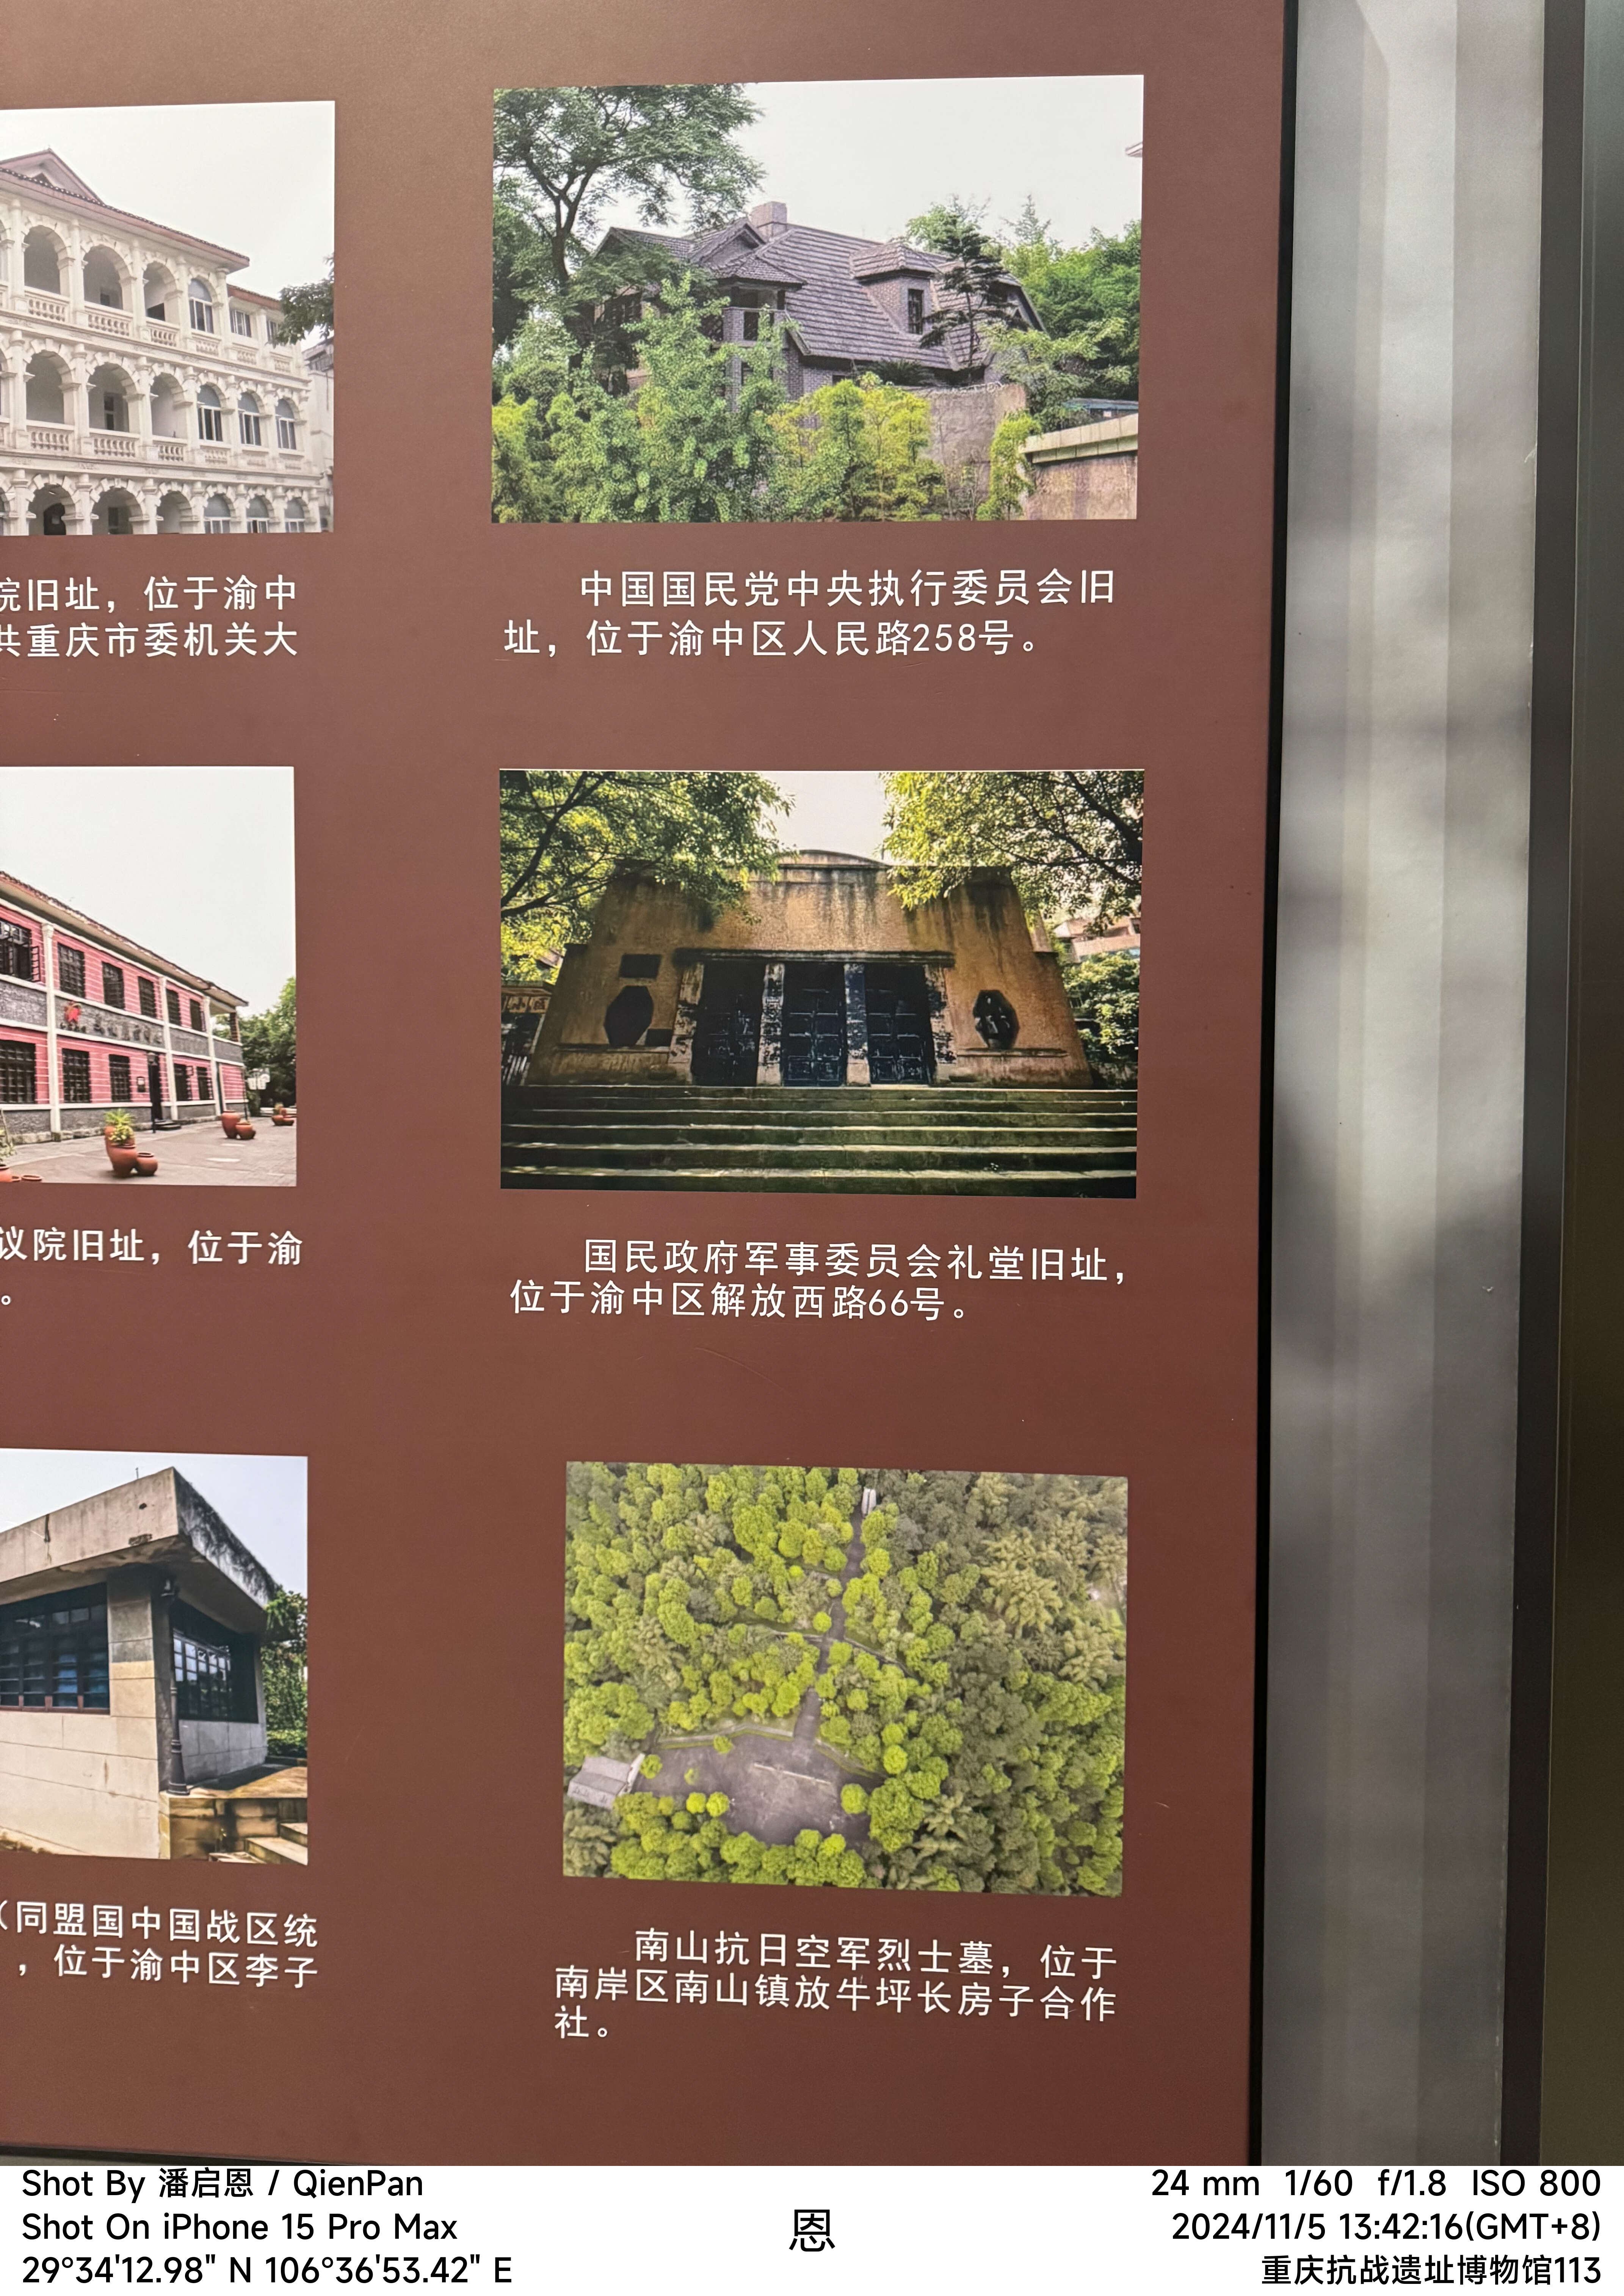 院旧址，位于渝中
共重庆市委机关大
中国国民党中央执行委员会旧
址，位于渝中区人民路258号。
议院旧址，位于渝
。
国民政府军事委员会礼堂旧址，
位于渝中区解放西路66号。
（同盟国中国战区统
，位于渝中区李子
南山抗日空军烈士墓，位于
南岸区南山镇放牛坪长房子合作
社。
Shot By 潘启恩 / QienPan
Shot On iPhone 15 Pro Max
29°34'12.98" N 106°36'53.42" E
恩
24 mm 1/60 f/1.8 ISO 800
2024/11/5 13:42:16(GMT+8)
重庆抗战遗址博物馆113